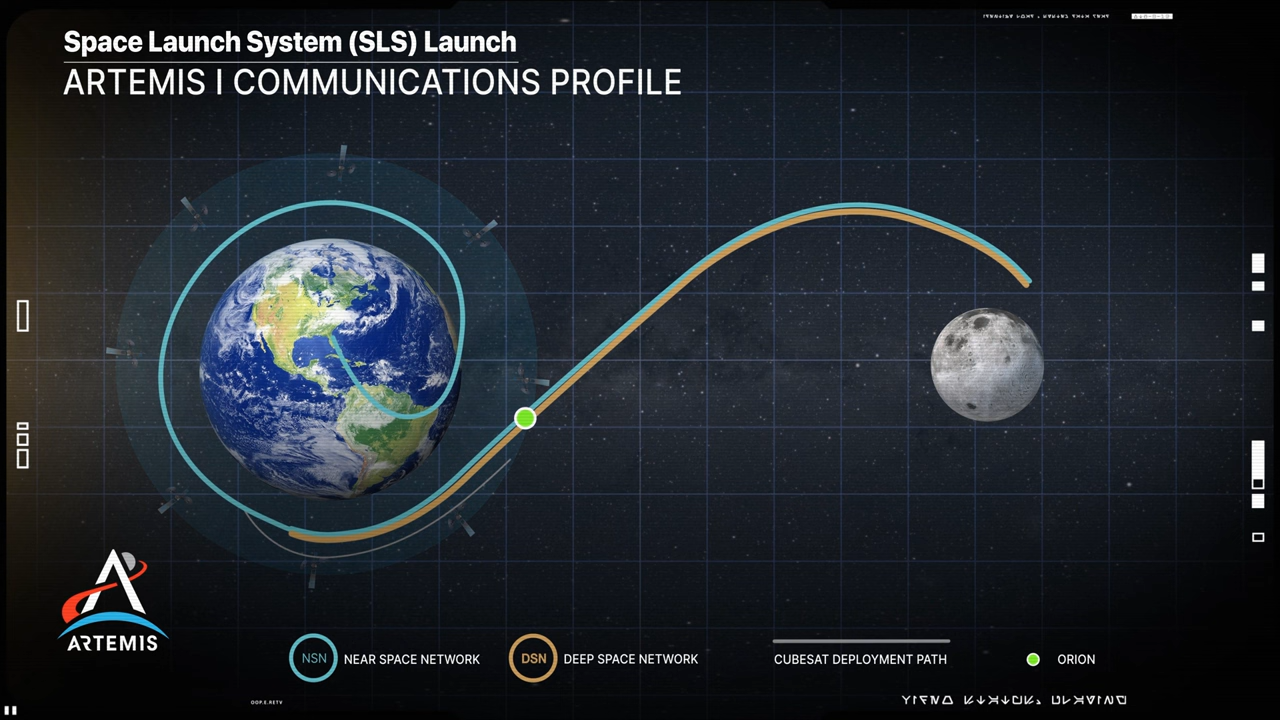 Space Launch System (SLS) Launch
ARTEMIS I COMMUNICATIONS PROFILE
ARTEMIS
NSN NEAR SPACE NETWORK
DSN DEEP SPACE NETWORK
CUBESAT DEPLOYMENT PATH
ORION